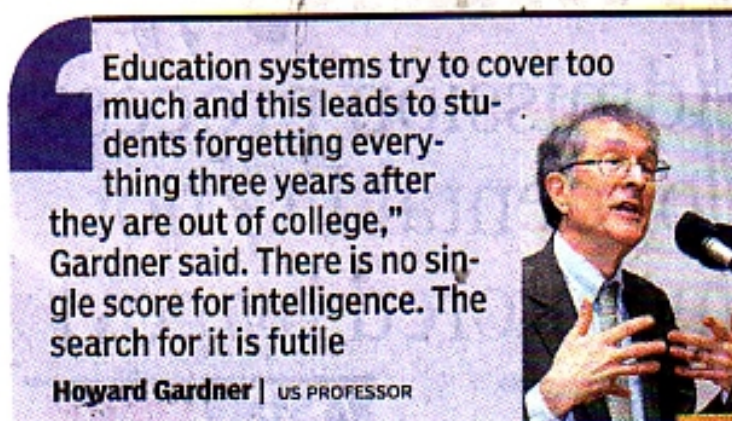 Education systems try to cover too
much and this leads to stu-
dents forgetting every-
thing three years after
they are out of college,"
Gardner said. There is no sin-
gle score for intelligence. The
search for it is futile
Howard Gardner | US PROFESSOR